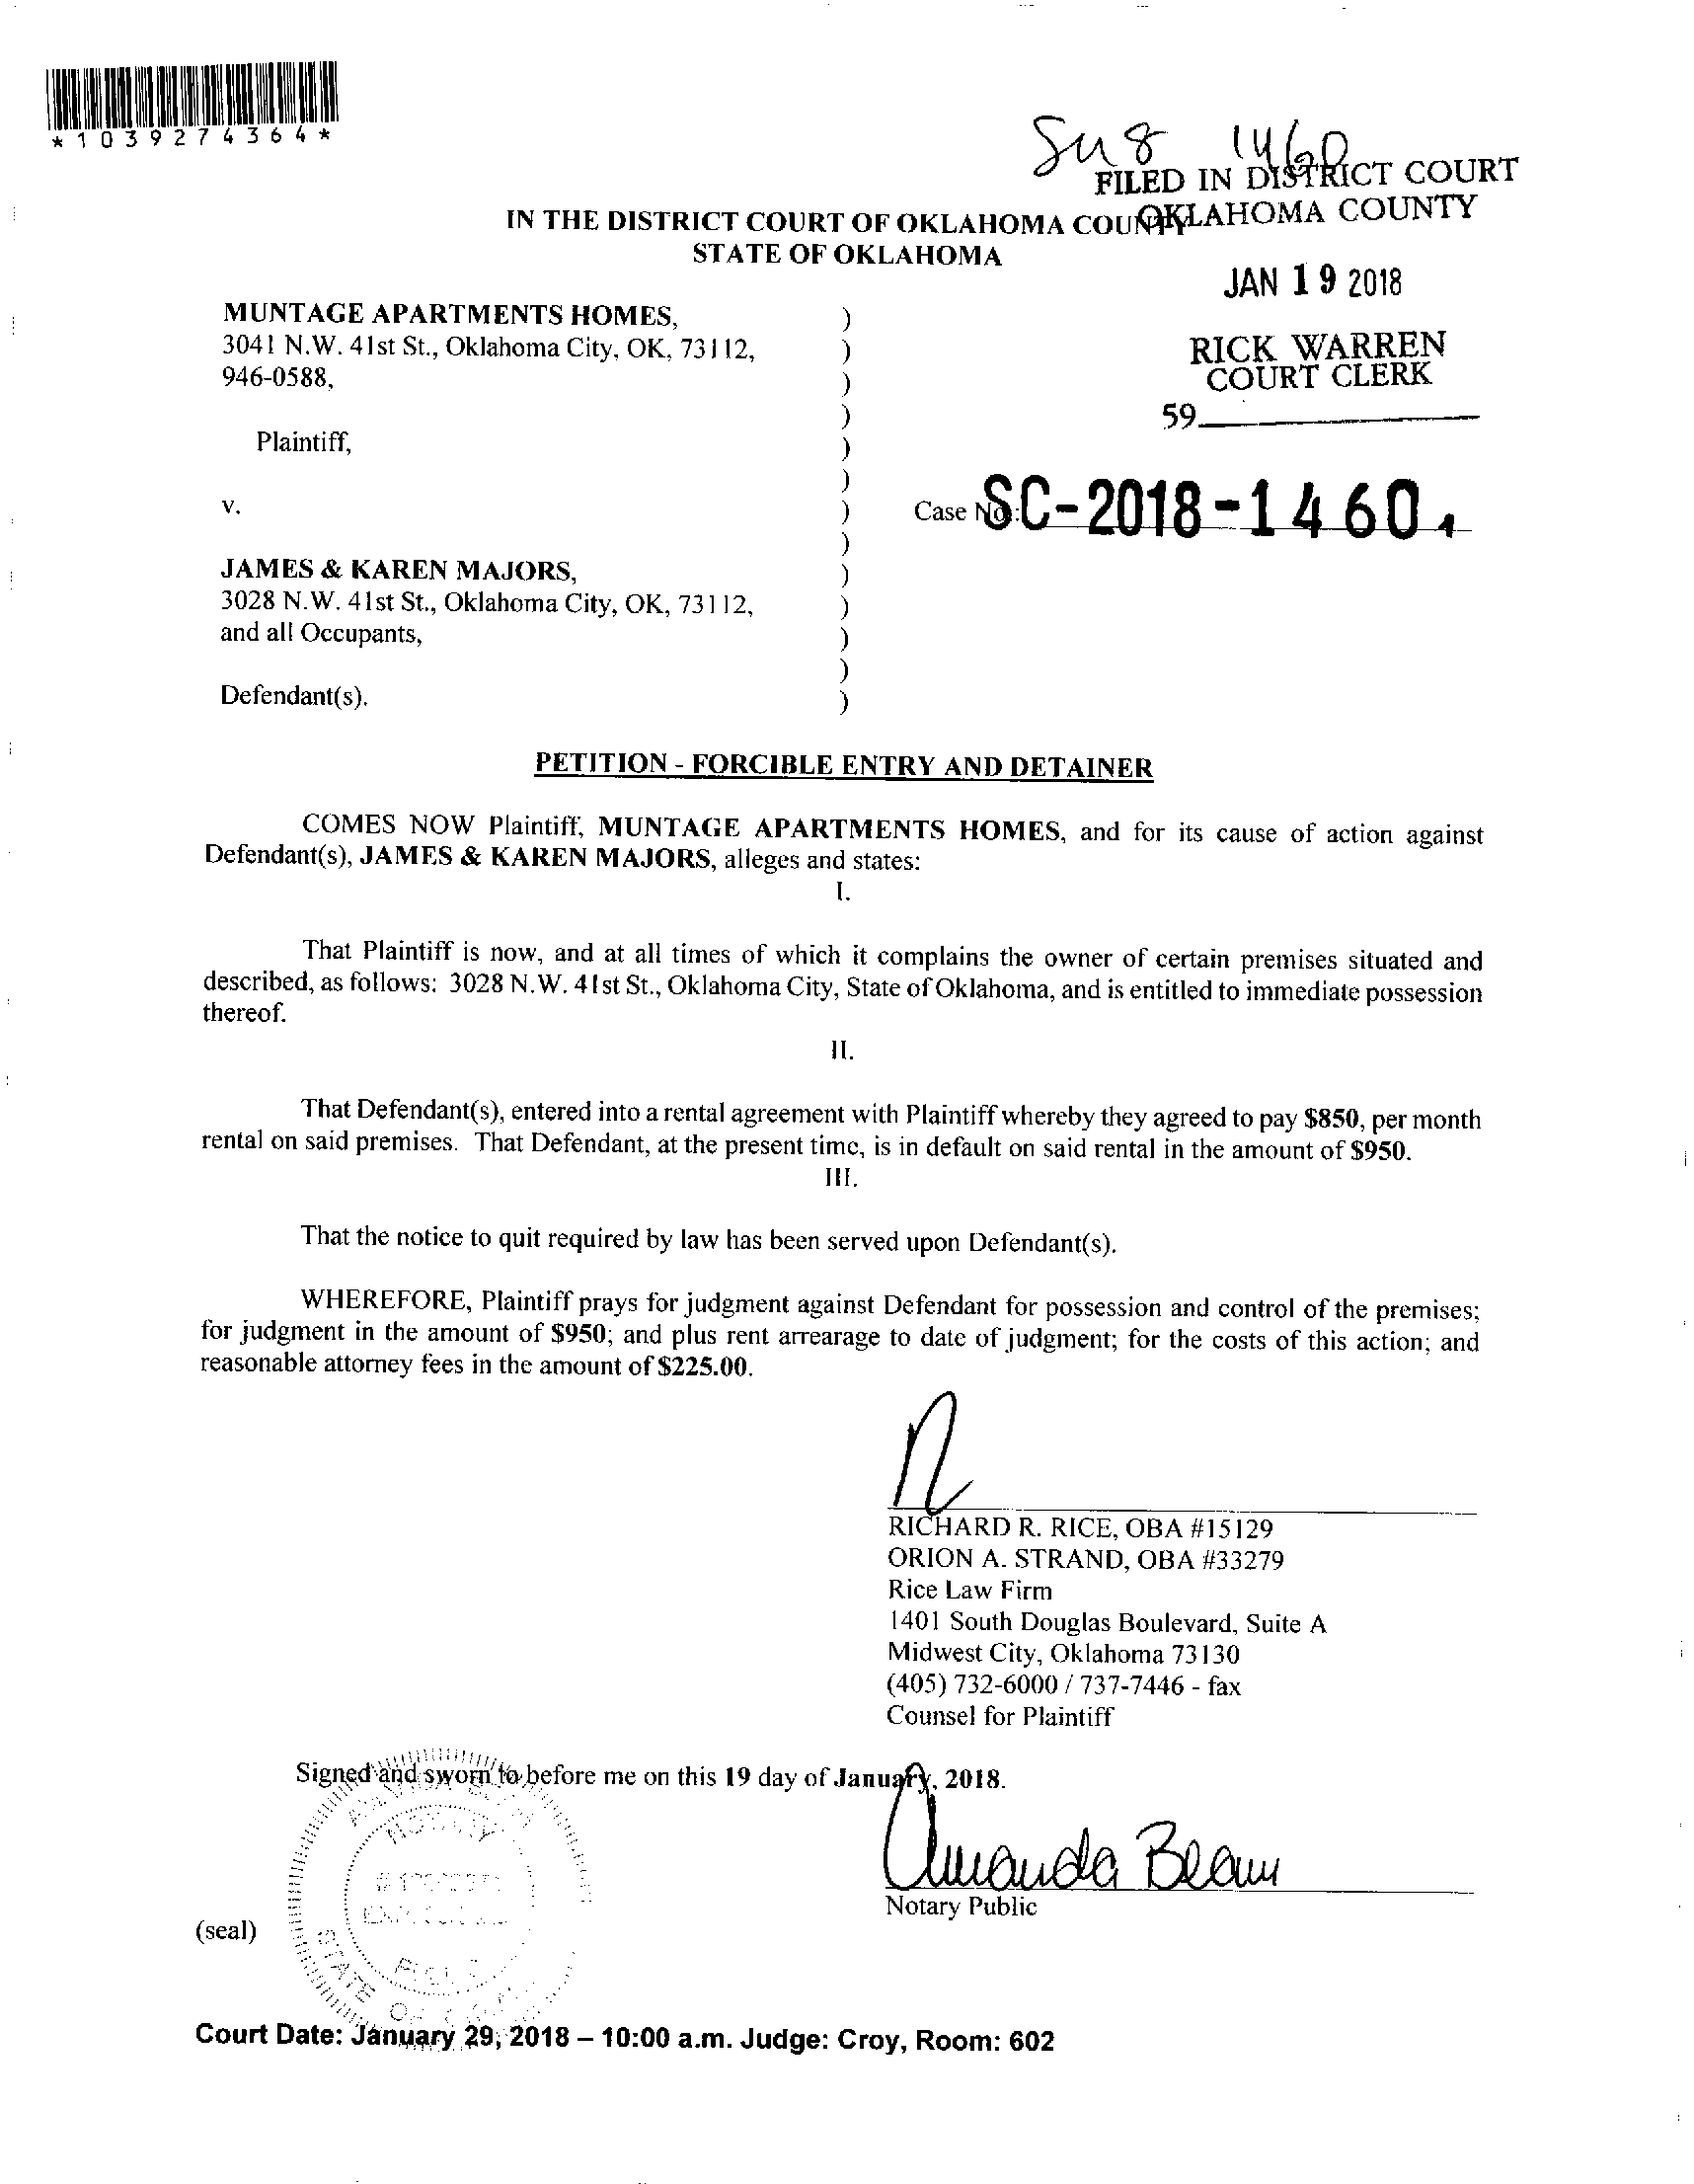 *1039274364*
1460
FILED IN DISTRICT COURT
OKLAHOMA COUNTY
IN THE DISTRICT COURT OF OKLAHOMA COUNTY
STATE OF OKLAHOMA
JAN 19 2018
RICK WARREN
COURT CLERK
59
MUNTAGE APARTMENTS HOMES, )
3041 N.W. 41st St., Oklahoma City, OK, 73112, )
946-0588, )
)
Plaintiff, )
)
v. )
Case No.: SC-2018-1460
)
JAMES & KAREN MAJORS, )
3028 N.W. 41st St., Oklahoma City, OK, 73112, )
and all Occupants, )
)
Defendant(s). )
PETITION - FORCIBLE ENTRY AND DETAINER
COMES NOW Plaintiff, MUNTAGE APARTMENTS HOMES, and for its cause of action against
Defendant(s), JAMES & KAREN MAJORS, alleges and states:
I.
That Plaintiff is now, and at all times of which it complains the owner of certain premises situated and
described, as follows: 3028 N.W. 41st St., Oklahoma City, State of Oklahoma, and is entitled to immediate possession
thereof.
II.
That Defendant(s), entered into a rental agreement with Plaintiff whereby they agreed to pay $850, per month
rental on said premises. That Defendant, at the present time, is in default on said rental in the amount of $950.
III.
That the notice to quit required by law has been served upon Defendant(s).
WHEREFORE, Plaintiff prays for judgment against Defendant for possession and control of the premises;
for judgment in the amount of $950; and plus rent arrearage to date of judgment; for the costs of this action; and
reasonable attorney fees in the amount of $225.00.
RICHARD R. RICE, OBA #15129
ORION A. STRAND, OBA #33279
Rice Law Firm
1401 South Douglas Boulevard, Suite A
Midwest City, Oklahoma 73130
(405) 732-6000 / 737-7446 - fax
Counsel for Plaintiff
Signed and sworn to before me on this 19 day of January, 2018.
Amanda Beam
Notary Public
(seal)
STATE
Court Date: January 29, 2018 – 10:00 a.m. Judge: Croy, Room: 602